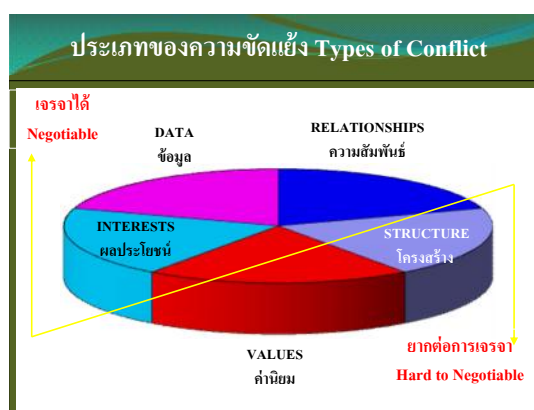 ประเภทของความขัดแย้ง Types of Conflict
เจรจาได้
Negotiable
DATA
ข้อมูล
RELATIONSHIPS
ความสัมพันธ์
INTERESTS
ผลประโยชน์
STRUCTURE
โครงสร้าง
VALUES
ค่านิยม
ยากต่อการเจรจา
Hard to Negotiable